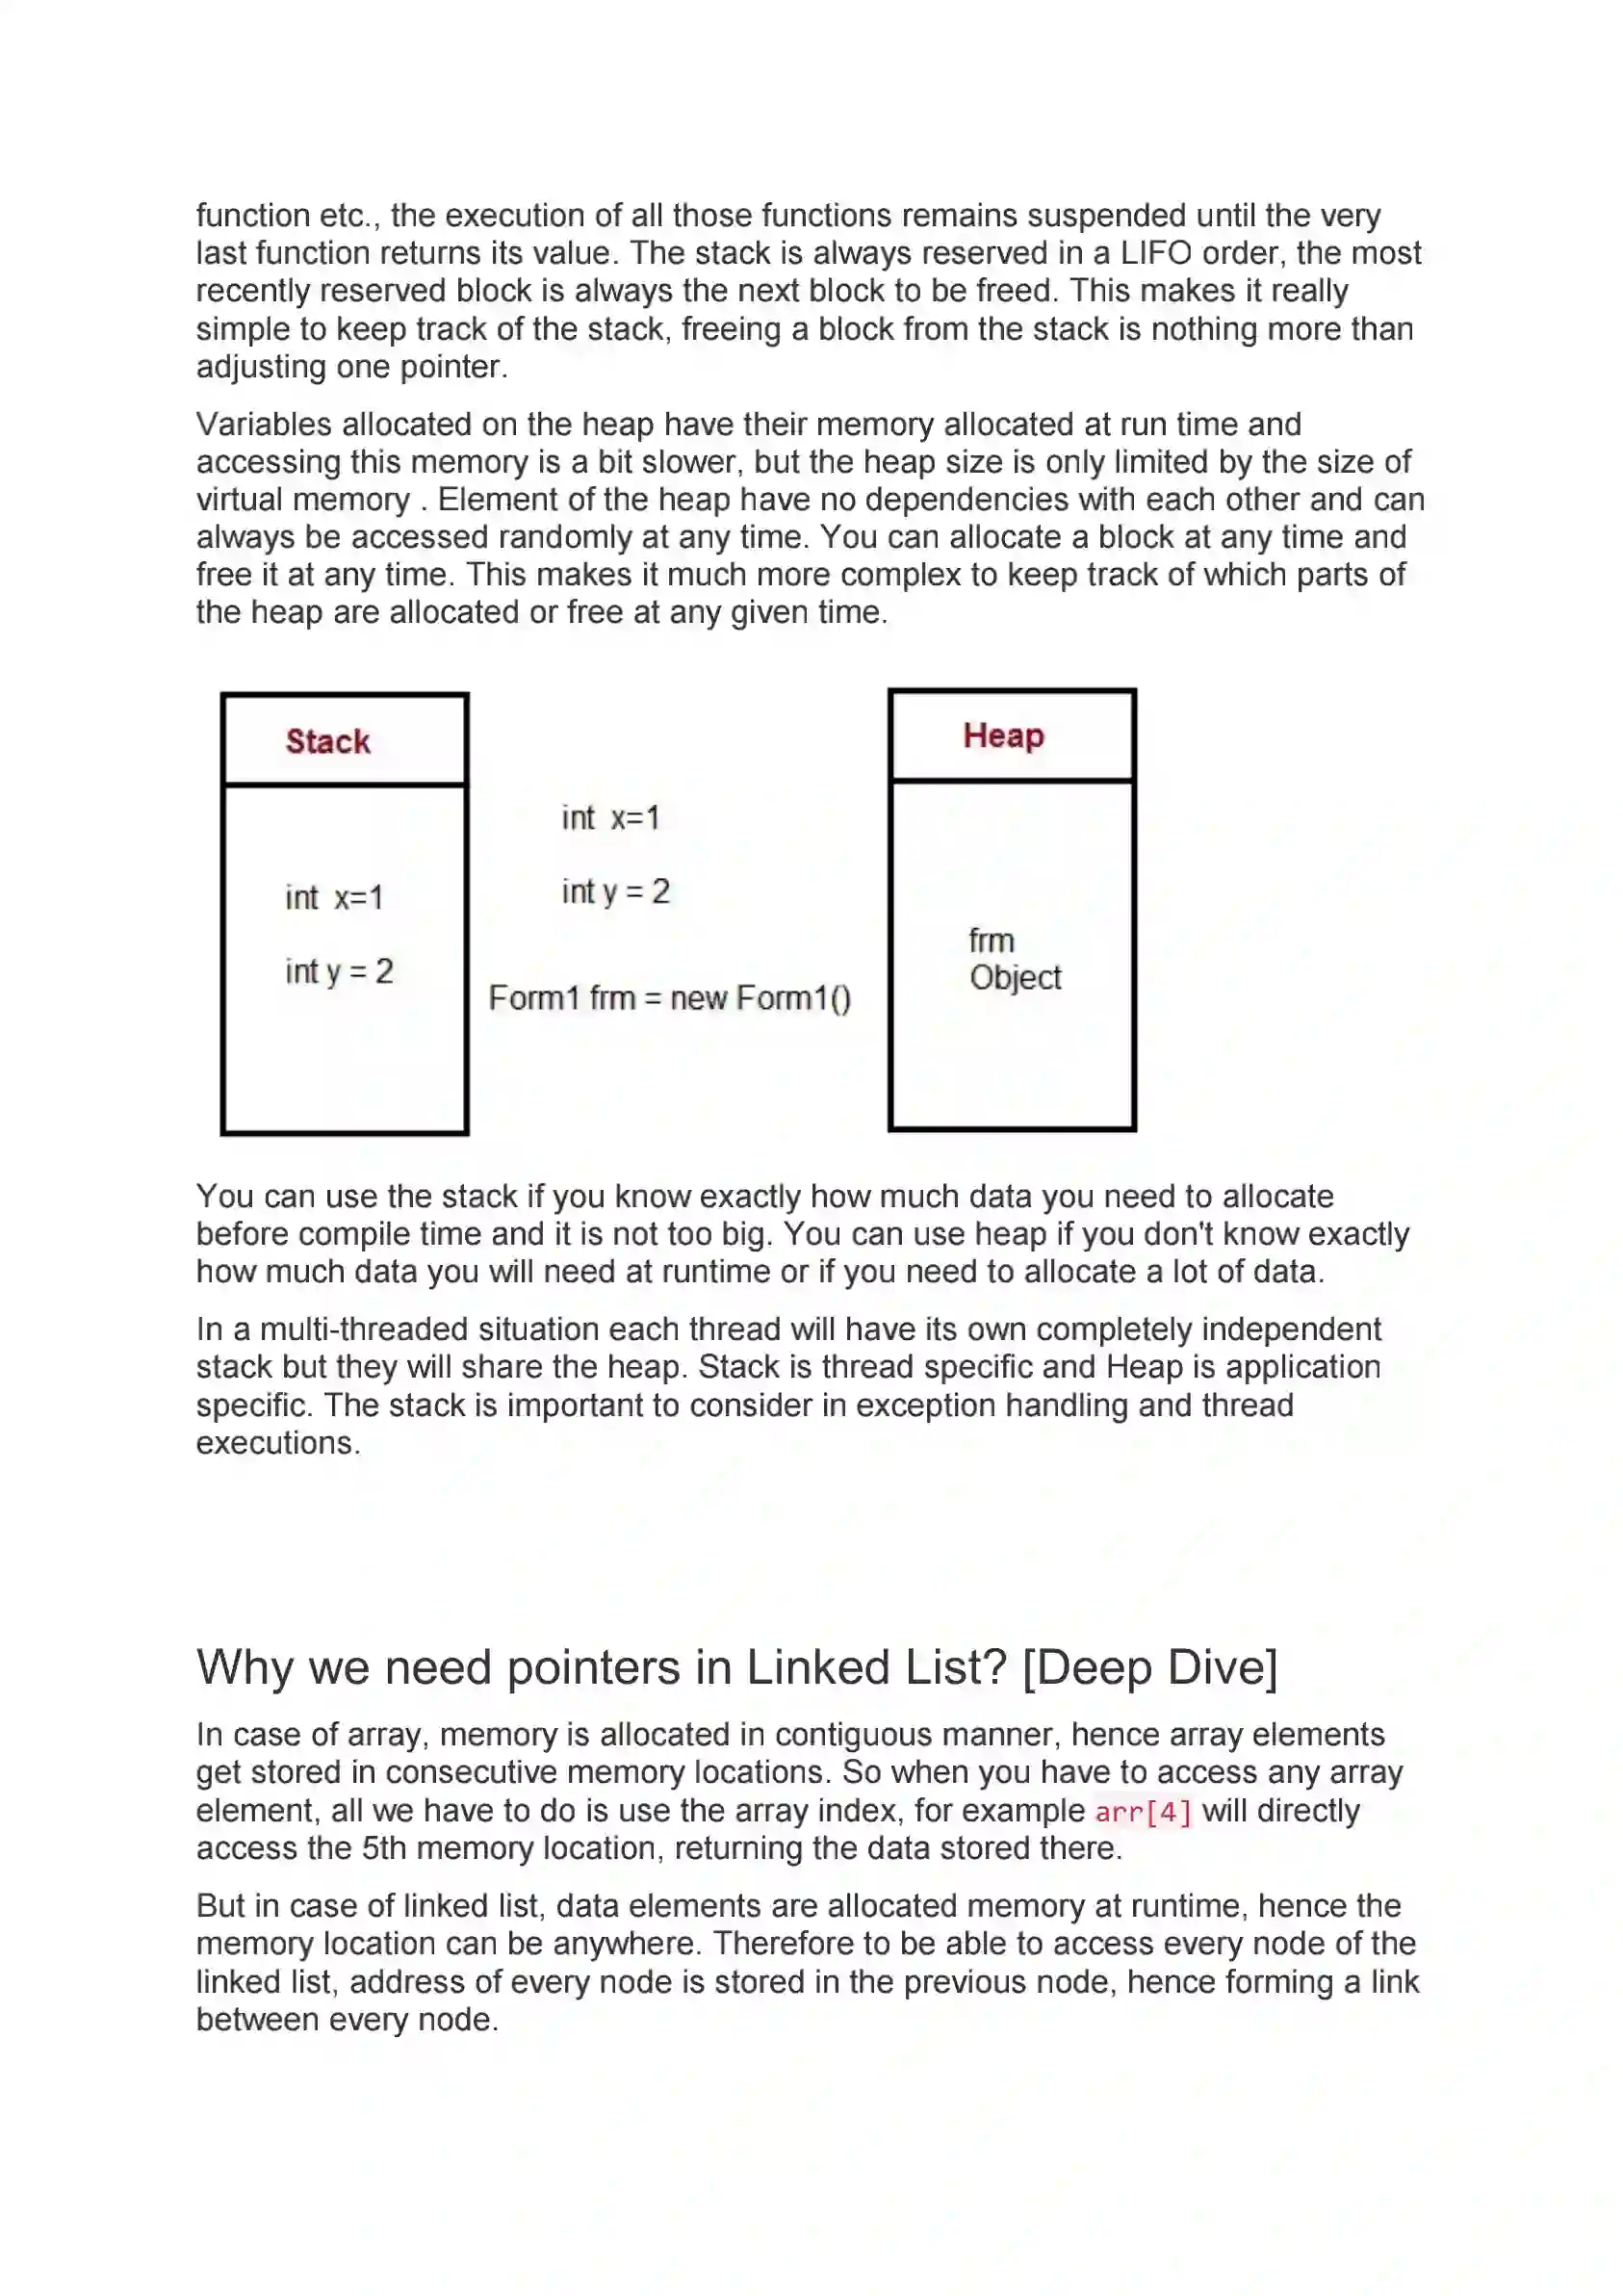 function etc., the execution of all those functions remains suspended until the very
last function returns its value. The stack is always reserved in a LIFO order, the most
recently reserved block is always the next block to be freed. This makes it really
simple to keep track of the stack, freeing a block from the stack is nothing more than
adjusting one pointer.
Variables allocated on the heap have their memory allocated at run time and
accessing this memory is a bit slower, but the heap size is only limited by the size of
virtual memory . Element of the heap have no dependencies with each other and can
always be accessed randomly at any time. You can allocate a block at any time and
free it at any time. This makes it much more complex to keep track of which parts of
the heap are allocated or free at any given time.
Stack
int x=1
int y = 2
int x=1
int y = 2
Form1 frm = new Form1()
Heap
frm
Object
You can use the stack if you know exactly how much data you need to allocate
before compile time and it is not too big. You can use heap if you don't know exactly
how much data you will need at runtime or if you need to allocate a lot of data.
In a multi-threaded situation each thread will have its own completely independent
stack but they will share the heap. Stack is thread specific and Heap is application
specific. The stack is important to consider in exception handling and thread
executions.
Why we need pointers in Linked List? [Deep Dive]
In case of array, memory is allocated in contiguous manner, hence array elements
get stored in consecutive memory locations. So when you have to access any array
element, all we have to do is use the array index, for example arr[4] will directly
access the 5th memory location, returning the data stored there.
But in case of linked list, data elements are allocated memory at runtime, hence the
memory location can be anywhere. Therefore to be able to access every node of the
linked list, address of every node is stored in the previous node, hence forming a link
between every node.